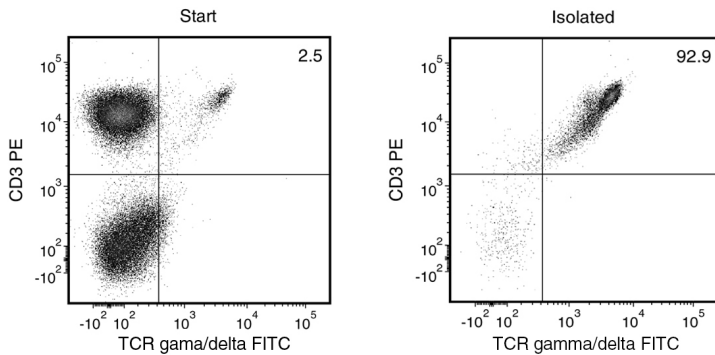 Start
2.5
10^5
10^4
10^3
10^2
-10^2
CD3 PE
-10^2 10^2 10^3 10^4 10^5
TCR gama/delta FITC
Isolated
92.9
10^5
10^4
10^3
10^2
-10^2
CD3 PE
-10^2 10^2 10^3 10^4 10^5
TCR gamma/delta FITC